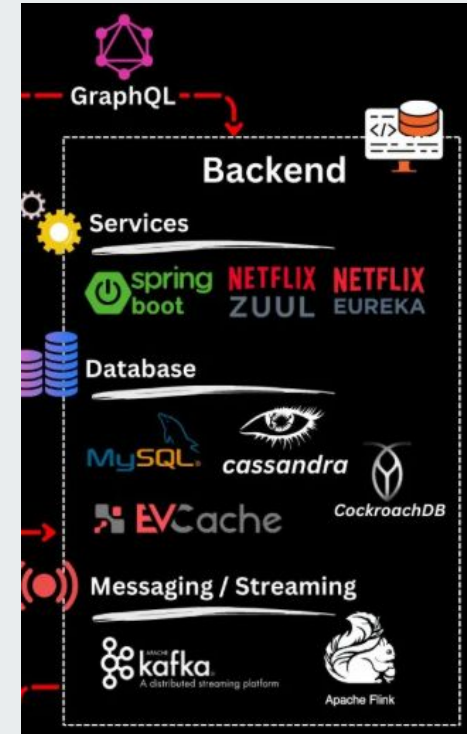 GraphQL
</>
Backend
Services
spring
boot
NETFLIX
ZUUL
NETFLIX
EUREKA
Database
MySQL
cassandra
CockroachDB
EVCache
Messaging / Streaming
APACHE
kafka
A distributed streaming platform
Apache Flink